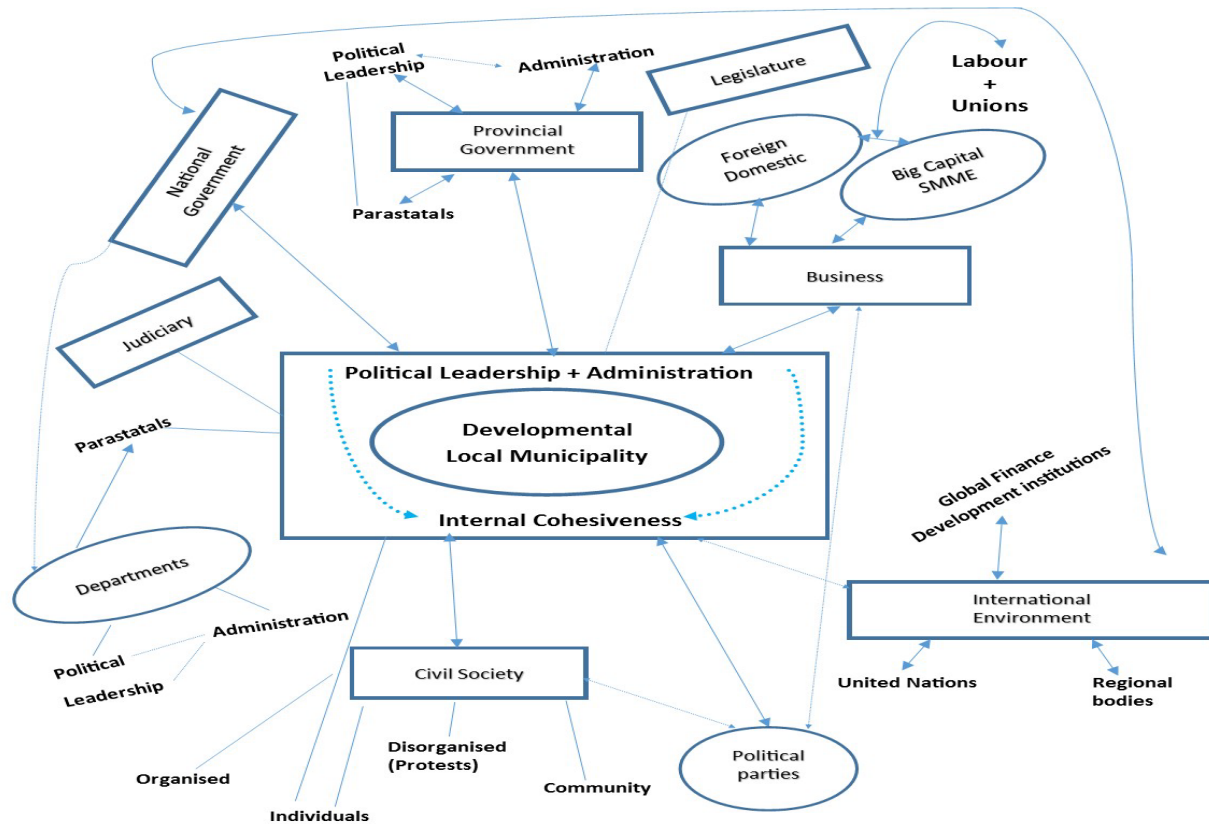 Political
Leadership
Administration
Legislature
Labour
+
Unions
Provincial
Government
Foreign
Domestic
Big Capital
SMME
National
Government
Parastatals
Business
Judiciary
Political Leadership + Administration
Developmental
Local Municipality
Internal Cohesiveness
Parastatals
Global Finance
Development institutions
Departments
Administration
Political
Leadership
International
Environment
Civil Society
United Nations
Regional
bodies
Organised
Disorganised
(Protests)
Individuals
Community
Political
parties